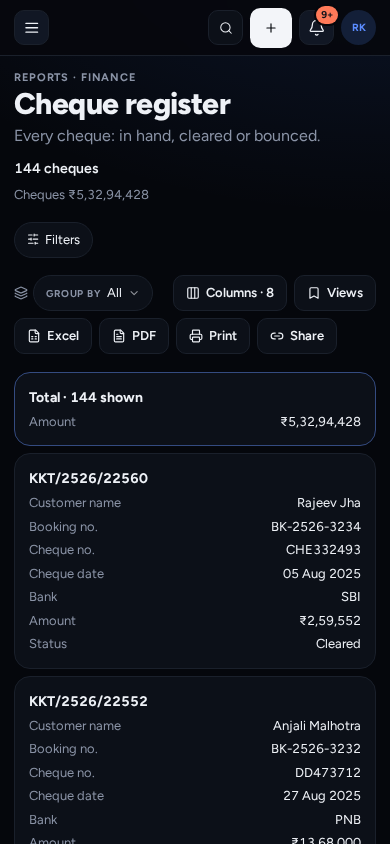 9+
RK
REPORTS · FINANCE
Cheque register
Every cheque: in hand, cleared or bounced.
144 cheques
Cheques ₹5,32,94,428
Filters
GROUP BY All
Columns · 8
Views
Excel
PDF
Print
Share
Total · 144 shown
Amount ₹5,32,94,428
KKT/2526/22560
Customer name Rajeev Jha
Booking no. BK-2526-3234
Cheque no. CHE332493
Cheque date 05 Aug 2025
Bank SBI
Amount ₹2,59,552
Status Cleared
KKT/2526/22552
Customer name Anjali Malhotra
Booking no. BK-2526-3232
Cheque no. DD473712
Cheque date 27 Aug 2025
Bank PNB
Amount ₹13,68,000